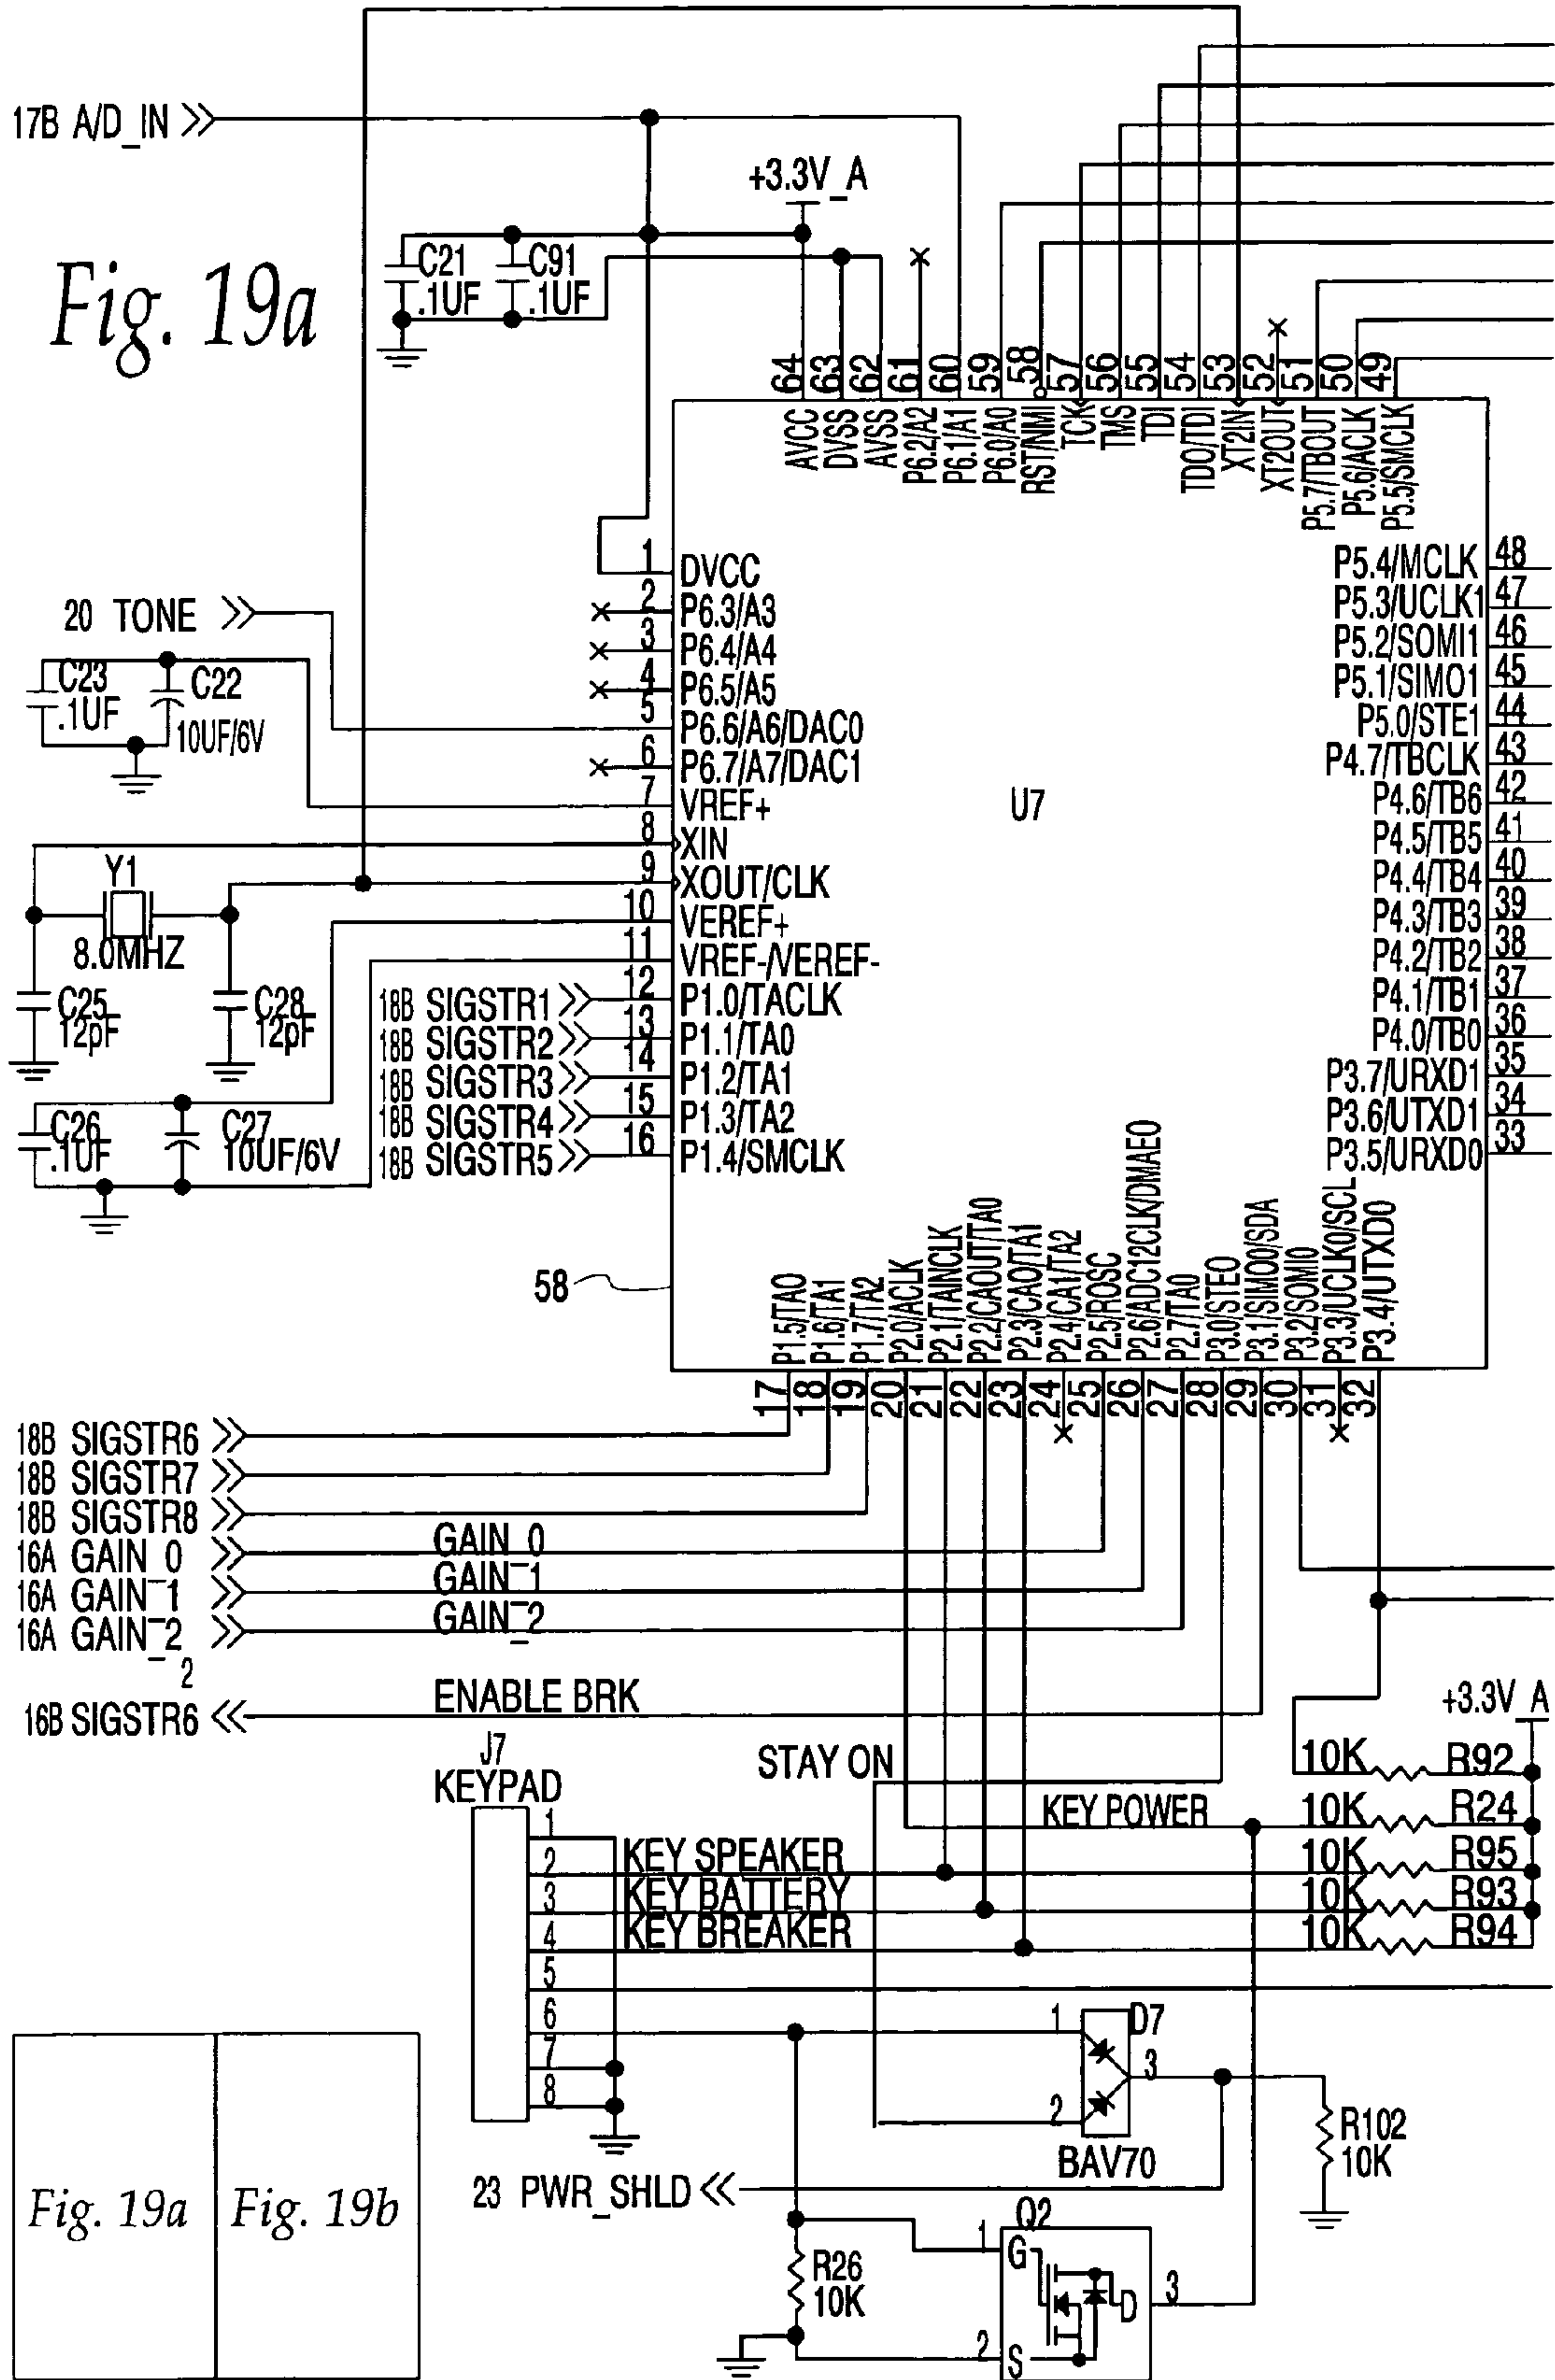 17B A/D_IN
+3.3V_A
Fig. 19a
C21
.1UF
C91
.1UF
64
63
62
61
60
59
58
57
56
55
54
53
52
51
50
49
AVCC
DVSS
AVSS
P6.2/A2
P6.1/A1
P6.0/A0
RST/NMI
TCK
TMS
TDI
TDO/TDI
XT2IN
XT2OUT
P5.7/TBOUT
P5.6/ACLK
P5.5/SMCLK
1 DVCC
2 P6.3/A3
3 P6.4/A4
4 P6.5/A5
5 P6.6/A6/DAC0
6 P6.7/A7/DAC1
7 VREF+
8 XIN
9 XOUT/CLK
10 VEREF+
11 VREF-/VEREF-
12 P1.0/TACLK
13 P1.1/TA0
14 P1.2/TA1
15 P1.3/TA2
16 P1.4/SMCLK
20 TONE
C23
.1UF
C22
10UF/6V
Y1
8.0MHZ
C25
12pF
C28
12pF
C26
.1UF
C27
10UF/6V
18B SIGSTR1
18B SIGSTR2
18B SIGSTR3
18B SIGSTR4
18B SIGSTR5
U7
P5.4/MCLK 48
P5.3/UCLK1 47
P5.2/SOMI1 46
P5.1/SIMO1 45
P5.0/STE1 44
P4.7/TBCLK 43
P4.6/TB6 42
P4.5/TB5 41
P4.4/TB4 40
P4.3/TB3 39
P4.2/TB2 38
P4.1/TB1 37
P4.0/TB0 36
P3.7/URXD1 35
P3.6/UTXD1 34
P3.5/URXD0 33
58
P1.5/TA0
P1.6/TA1
P1.7/TA2
P2.0/ACLK
P2.1/TAINCLK
P2.2/CAOUT/TA0
P2.3/CAO/TA1
P2.4/CA1/TA2
P2.5/ROSC
P2.6/ADC12CLK/DMAE0
P2.7/TA0
P3.0/STE0
P3.1/SIMO0/SDA
P3.2/SOMI0
P3.3/UCLK0/SCL
P3.4/UTXD0
17
18
19
20
21
22
23
24
25
26
27
28
29
30
31
32
18B SIGSTR6
18B SIGSTR7
18B SIGSTR8
16A GAIN_0
GAIN_0
16A GAIN_1
GAIN_1
16A GAIN_2
GAIN_2
2
16B SIGSTR6
ENABLE BRK
+3.3V_A
J7
KEYPAD
STAY ON
10K R92
KEY POWER
10K R24
1
2 KEY SPEAKER
10K R95
3 KEY BATTERY
10K R93
4 KEY BREAKER
10K R94
5
6
7
8
1
D7
3
2
BAV70
R102
10K
23 PWR_SHLD
Q2
1
G
R26
10K
D
3
2
S
Fig. 19a
Fig. 19b